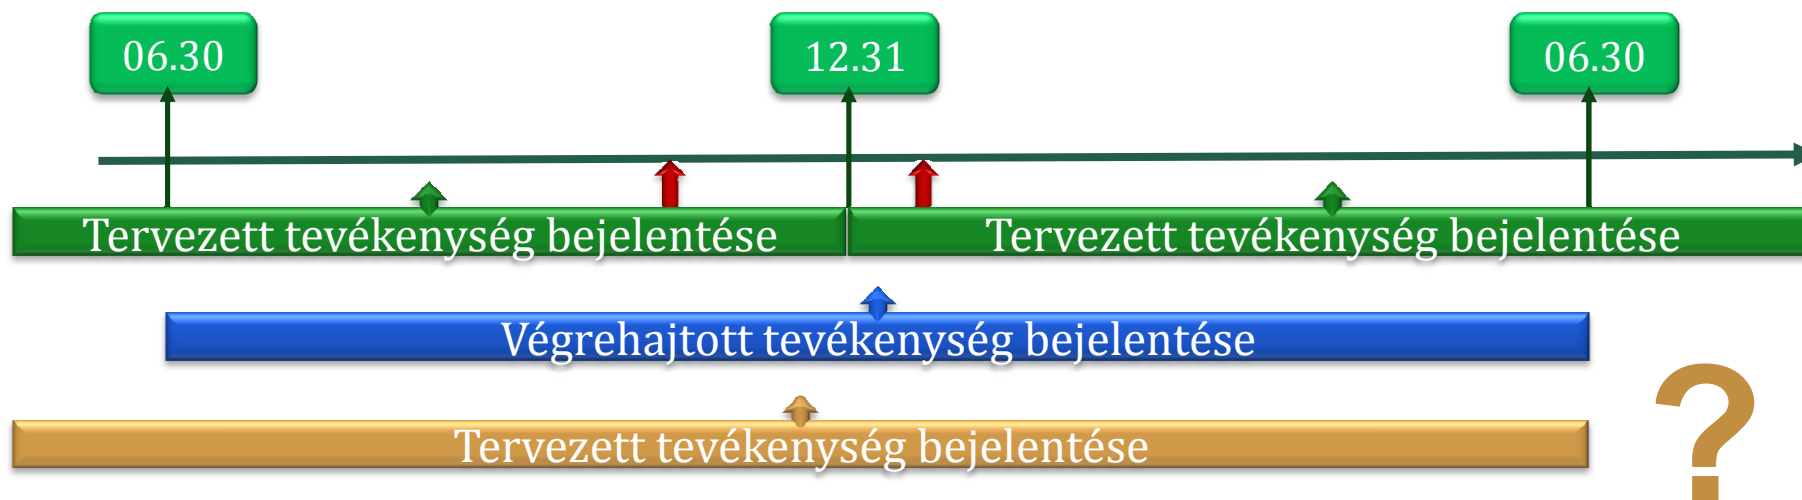 06.30
12.31
06.30
Tervezett tevékenység bejelentése
Tervezett tevékenység bejelentése
Végrehajtott tevékenység bejelentése
Tervezett tevékenység bejelentése
?